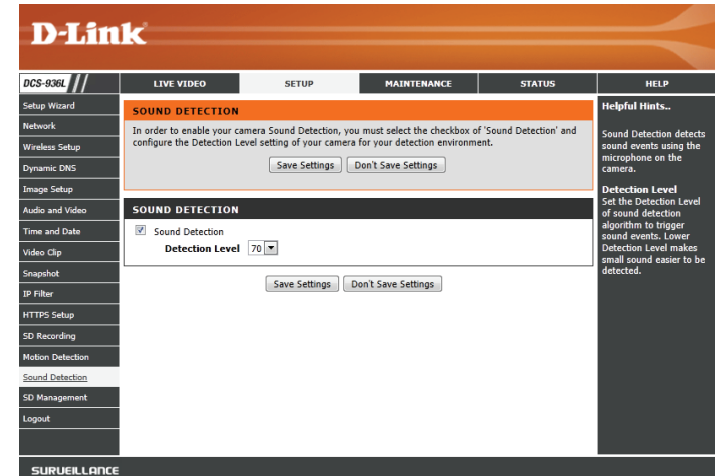 D-Link
DCS-936L
LIVE VIDEO
SETUP
MAINTENANCE
STATUS
HELP
Setup Wizard
Network
Wireless Setup
Dynamic DNS
Image Setup
Audio and Video
Time and Date
Video Clip
Snapshot
IP Filter
HTTPS Setup
SD Recording
Motion Detection
Sound Detection
SD Management
Logout
SOUND DETECTION
In order to enable your camera Sound Detection, you must select the checkbox of 'Sound Detection' and
configure the Detection Level setting of your camera for your detection environment.
Save Settings
Don't Save Settings
SOUND DETECTION
Sound Detection
Detection Level 70
Save Settings
Don't Save Settings
Helpful Hints..
Sound Detection detects
sound events using the
microphone on the
camera.
Detection Level
Set the Detection Level
of sound detection
algorithm to trigger
sound events. Lower
Detection Level makes
small sound easier to be
detected.
SURVEILLANCE